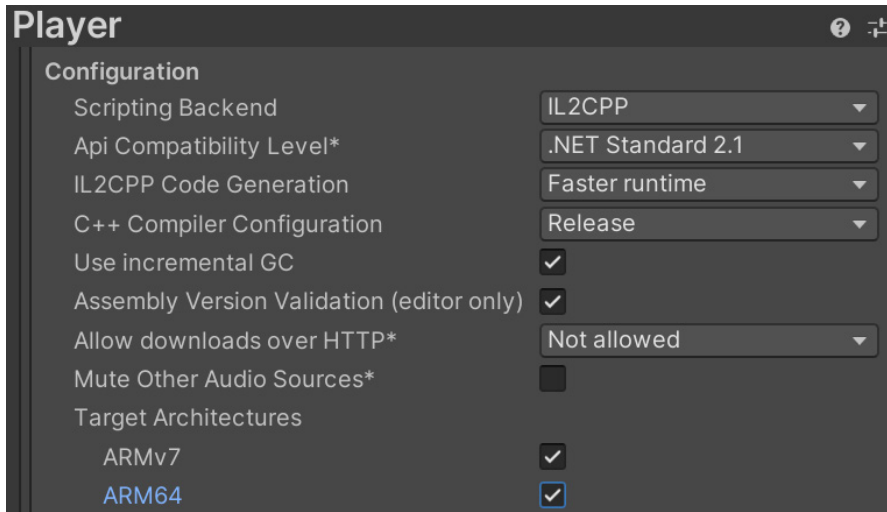 Player
Configuration
Scripting Backend IL2CPP
Api Compatibility Level* .NET Standard 2.1
IL2CPP Code Generation Faster runtime
C++ Compiler Configuration Release
Use incremental GC
Assembly Version Validation (editor only)
Allow downloads over HTTP* Not allowed
Mute Other Audio Sources*
Target Architectures
ARMv7
ARM64